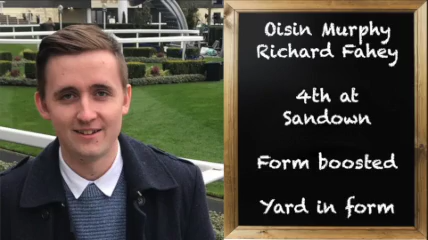 Oisin Murphy
Richard Fahey
4th at
Sandown
Form boosted
Yard in form